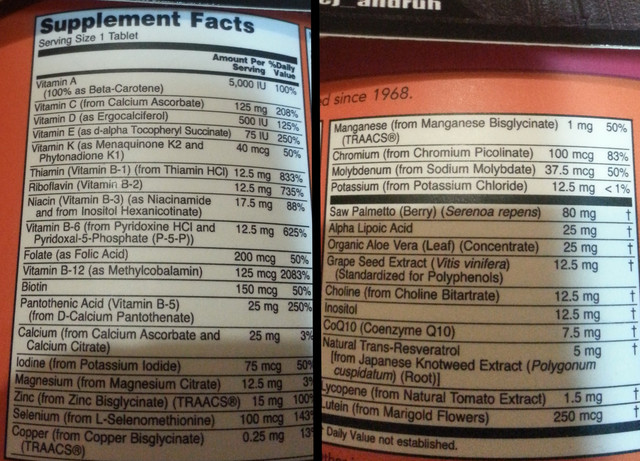 Supplement Facts
Serving Size 1 Tablet
Amount Per %Daily
Serving Value
Vitamin A
(100% as Beta-Carotene) 5,000 IU 100%
Vitamin C (from Calcium Ascorbate) 125 mg 208%
Vitamin D (as Ergocalciferol) 500 IU 125%
Vitamin E (as d-alpha Tocopheryl Succinate) 75 IU 250%
Vitamin K (as Menaquinone K2 and 40 mcg 50%
Phytonadione K1)
Thiamin (Vitamin B-1) (from Thiamin HCl) 12.5 mg 833%
Riboflavin (Vitamin B-2) 12.5 mg 735%
Niacin (Vitamin B-3) (as Niacinamide 17.5 mg 88%
and from Inositol Hexanicotinate)
Vitamin B-6 (from Pyridoxine HCl and 12.5 mg 625%
Pyridoxal-5-Phosphate (P-5-P))
Folate (as Folic Acid) 200 mcg 50%
Vitamin B-12 (as Methylcobalamin) 125 mcg 2083%
Biotin 150 mcg 50%
Pantothenic Acid (Vitamin B-5) 25 mg 250%
(from D-Calcium Pantothenate)
Calcium (from Calcium Ascorbate and 25 mg 3%
Calcium Citrate)
Iodine (from Potassium Iodide) 75 mcg 50%
Magnesium (from Magnesium Citrate) 12.5 mg 3%
Zinc (from Zinc Bisglycinate) (TRAACS®) 15 mg 100%
Selenium (from L-Selenomethionine) 100 mcg 143%
Copper (from Copper Bisglycinate) 0.25 mg 13%
(TRAACS®)
d since 1968.
Manganese (from Manganese Bisglycinate) 1 mg 50%
(TRAACS®)
Chromium (from Chromium Picolinate) 100 mcg 83%
Molybdenum (from Sodium Molybdate) 37.5 mcg 50%
Potassium (from Potassium Chloride) 12.5 mg < 1%
Saw Palmetto (Berry) (Serenoa repens) 80 mg †
Alpha Lipoic Acid 25 mg †
Organic Aloe Vera (Leaf) (Concentrate) 25 mg †
Grape Seed Extract (Vitis vinifera) 12.5 mg †
(Standardized for Polyphenols)
Choline (from Choline Bitartrate) 12.5 mg †
Inositol 12.5 mg †
CoQ10 (Coenzyme Q10) 7.5 mg †
Natural Trans-Resveratrol 5 mg †
[from Japanese Knotweed Extract (Polygonum
cuspidatum) (Root)]
Lycopene (from Natural Tomato Extract) 1.5 mg †
Lutein (from Marigold Flowers) 250 mcg †
Daily Value not established.